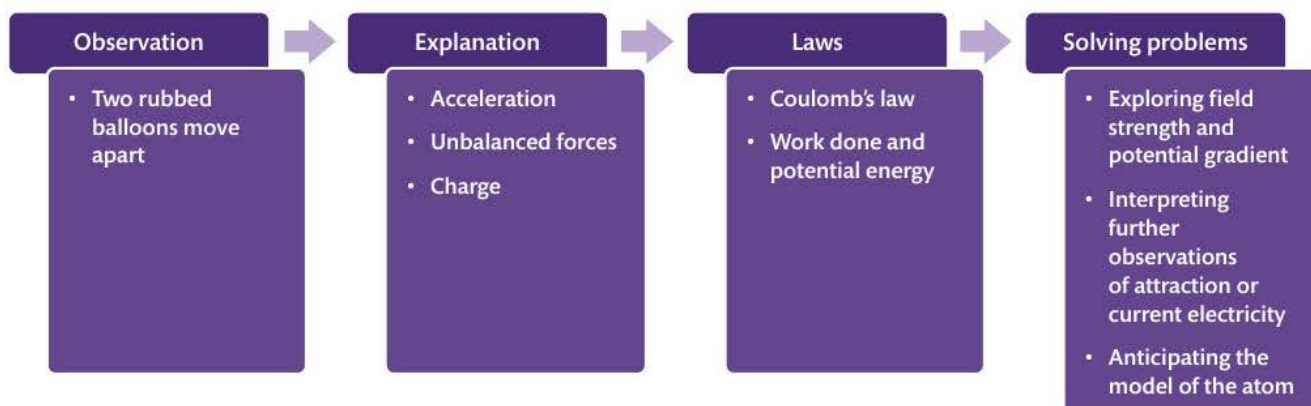 Observation
• Two rubbed
balloons move
apart
Explanation
• Acceleration
• Unbalanced forces
• Charge
Laws
• Coulomb’s law
• Work done and
potential energy
Solving problems
• Exploring field
strength and
potential gradient
• Interpreting
further
observations
of attraction or
current electricity
• Anticipating the
model of the atom